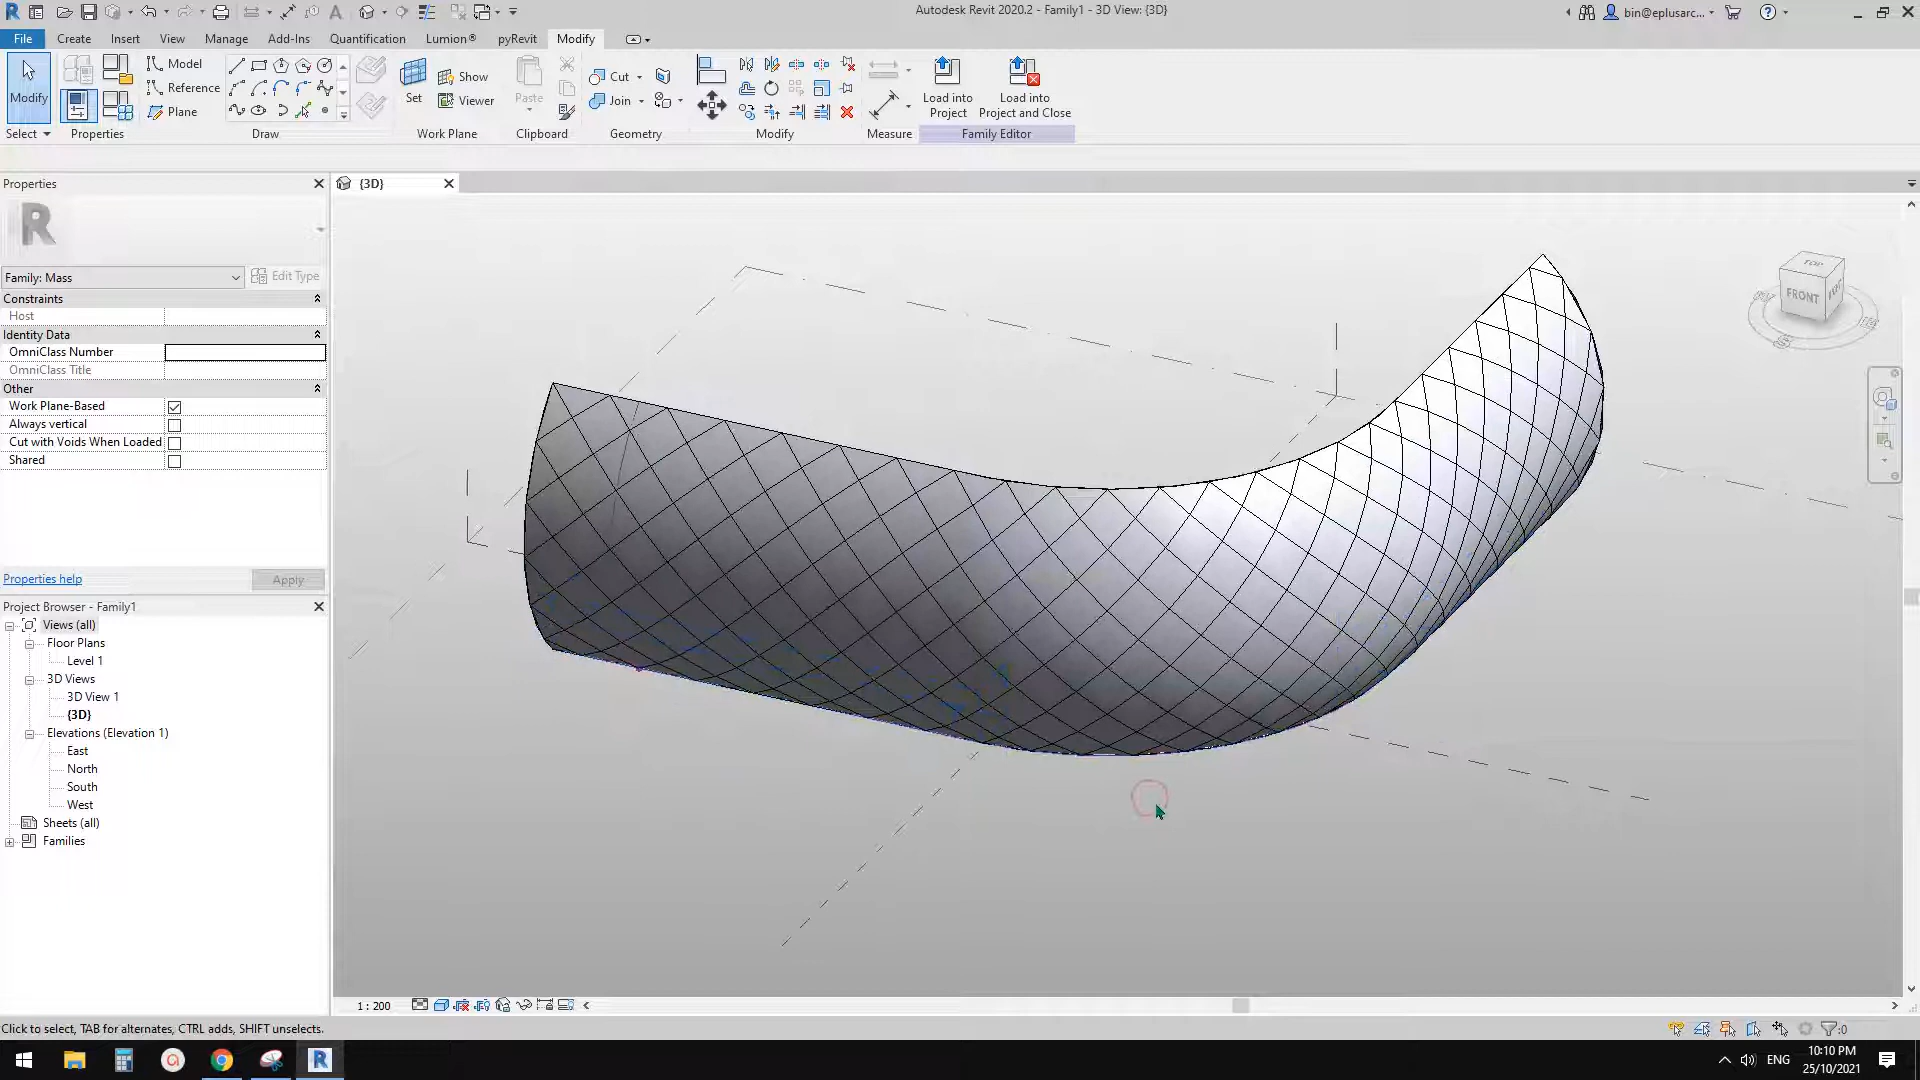 Autodesk Revit 2020.2 - Family1 - 3D View: {3D}
bin@eplusarc...
File Create Insert View Manage Add-Ins Quantification Lumion® pyRevit Modify
Modify
Select
Properties
Model
Reference
Plane
Draw
Set
Show
Viewer
Work Plane
Paste
Clipboard
Cut
Join
Geometry
Modify
Measure
Load into
Project
Load into
Project and Close
Family Editor
Properties
{3D}
R
Family: Mass
Edit Type
Constraints
Host
Identity Data
OmniClass Number
OmniClass Title
Other
Work Plane-Based
Always vertical
Cut with Voids When Loaded
Shared
Properties help
Apply
Project Browser - Family1
Views (all)
Floor Plans
Level 1
3D Views
3D View 1
{3D}
Elevations (Elevation 1)
East
North
South
West
Sheets (all)
Families
TOP
FRONT
S
1 : 200
Click to select, TAB for alternates, CTRL adds, SHIFT unselects.
:0
ENG
10:10 PM
25/10/2021